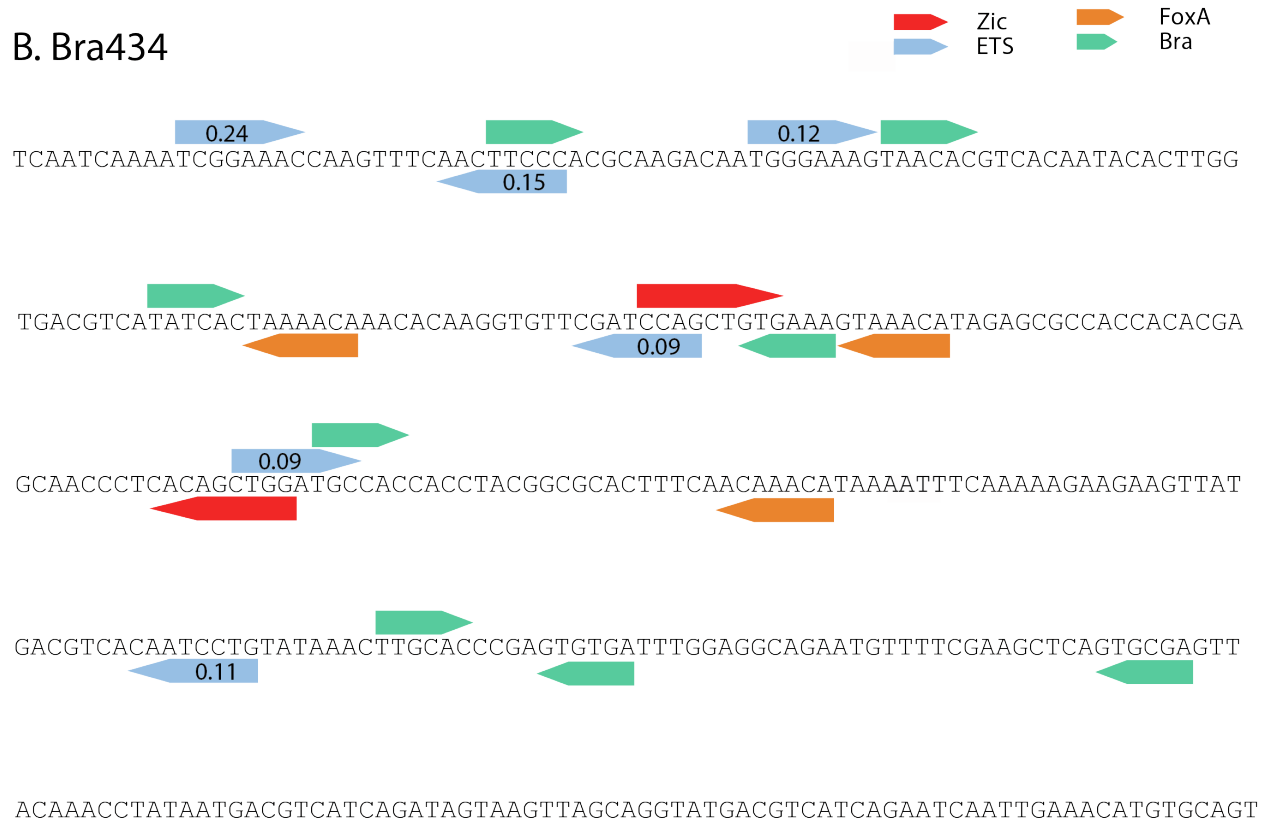 B. Bra434
Zic FoxA
ETS Bra
0.24 0.12
TCAATCAAAATCGGAAACCAAGTTTCAACTTCCCACGCAAGACAATGGGAAAGTAACACGTCACAATACACTTGG
0.15
TGACGTCATATCACTAAAACAAACACAAGGTGTTCGATCCAGCTGTGAAAGTAAACATAGAGCGCCACCACACGA
0.09
0.09
GCAACCCTCACAGCTGGATGCCACCACCTACGGCGCACTTTCAACAAACATAAAATTTCAAAAAGAAGAAGTTAT
GACGTCACAATCCTGTATAAACTTGCACCCGAGTGTGATTTGGAGGCAGAATGTTTTCGAAGCTCAGTGCGAGTT
0.11
ACAAACCTATAATGACGTCATCAGATAGTAAGTTAGCAGGTATGACGTCATCAGAATCAATTGAAACATGTGCAGT